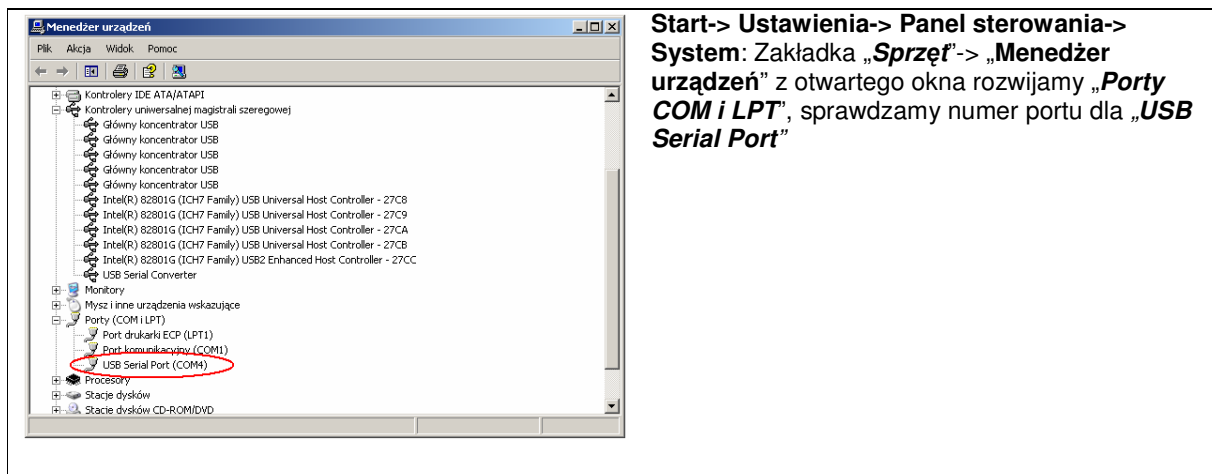 Menedżer urządzeń
Plik Akcja Widok Pomoc
Kontrolery IDE ATA/ATAPI
Kontrolery uniwersalnej magistrali szeregowej
Główny koncentrator USB
Główny koncentrator USB
Główny koncentrator USB
Główny koncentrator USB
Główny koncentrator USB
Intel(R) 82801G (ICH7 Family) USB Universal Host Controller - 27C8
Intel(R) 82801G (ICH7 Family) USB Universal Host Controller - 27C9
Intel(R) 82801G (ICH7 Family) USB Universal Host Controller - 27CA
Intel(R) 82801G (ICH7 Family) USB Universal Host Controller - 27CB
Intel(R) 82801G (ICH7 Family) USB2 Enhanced Host Controller - 27CC
USB Serial Converter
Monitory
Mysz i inne urządzenia wskazujące
Porty (COM i LPT)
Port drukarki ECP (LPT1)
Port komunikacyjny (COM1)
USB Serial Port (COM4)
Procesory
Stacje dysków
Stacje dysków CD-ROM/DVD
Start-> Ustawienia-> Panel sterowania->
System: Zakładka „Sprzęt”-> „Menedżer
urządzeń” z otwartego okna rozwijamy „Porty
COM i LPT”, sprawdzamy numer portu dla „USB
Serial Port”